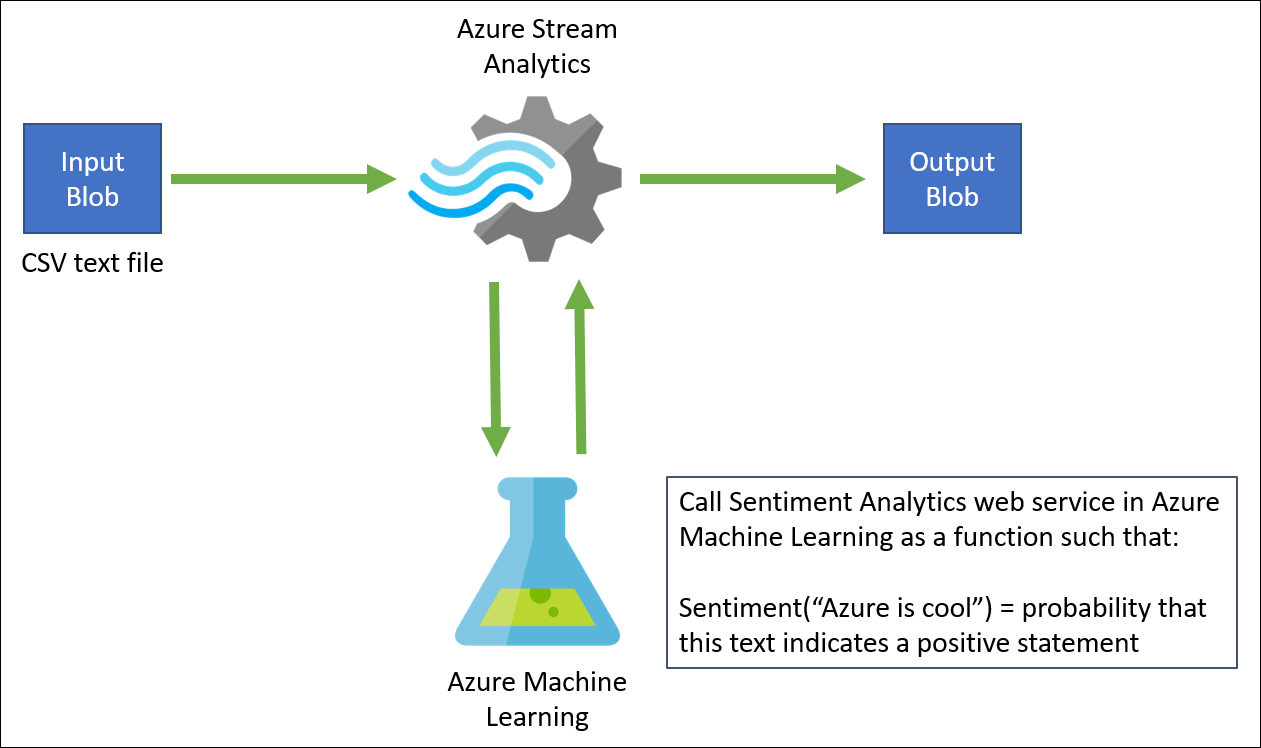 Azure Stream
Analytics
Input
Blob
Output
Blob
CSV text file
Call Sentiment Analytics web service in Azure
Machine Learning as a function such that:
Sentiment(“Azure is cool”) = probability that
this text indicates a positive statement
Azure Machine
Learning